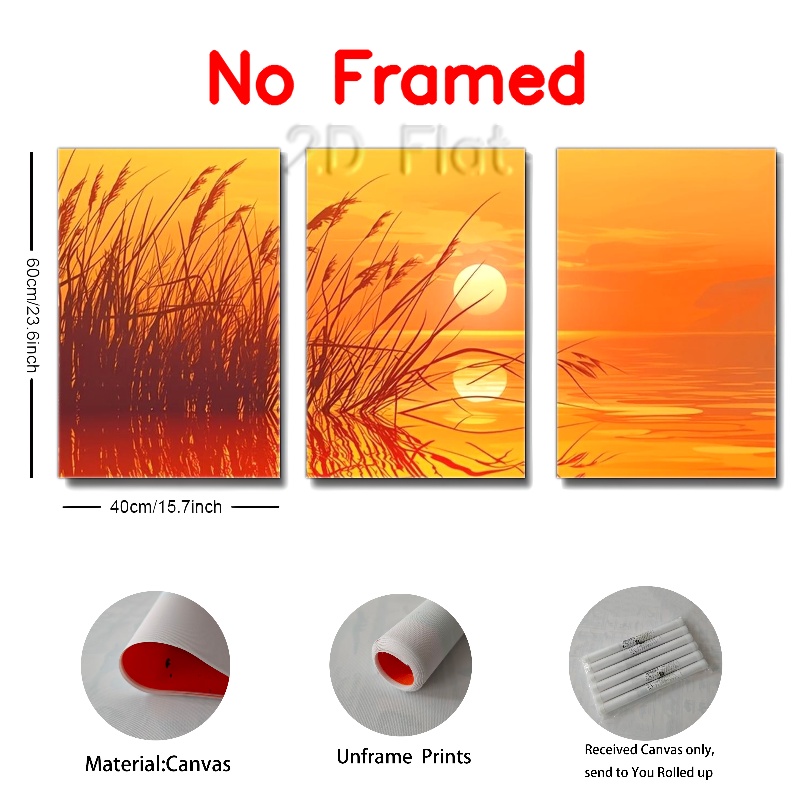 No Framed
2D Flat
60cm/23.6inch
40cm/15.7inch
Material:Canvas
Unframe Prints
Received Canvas only,
send to You Rolled up